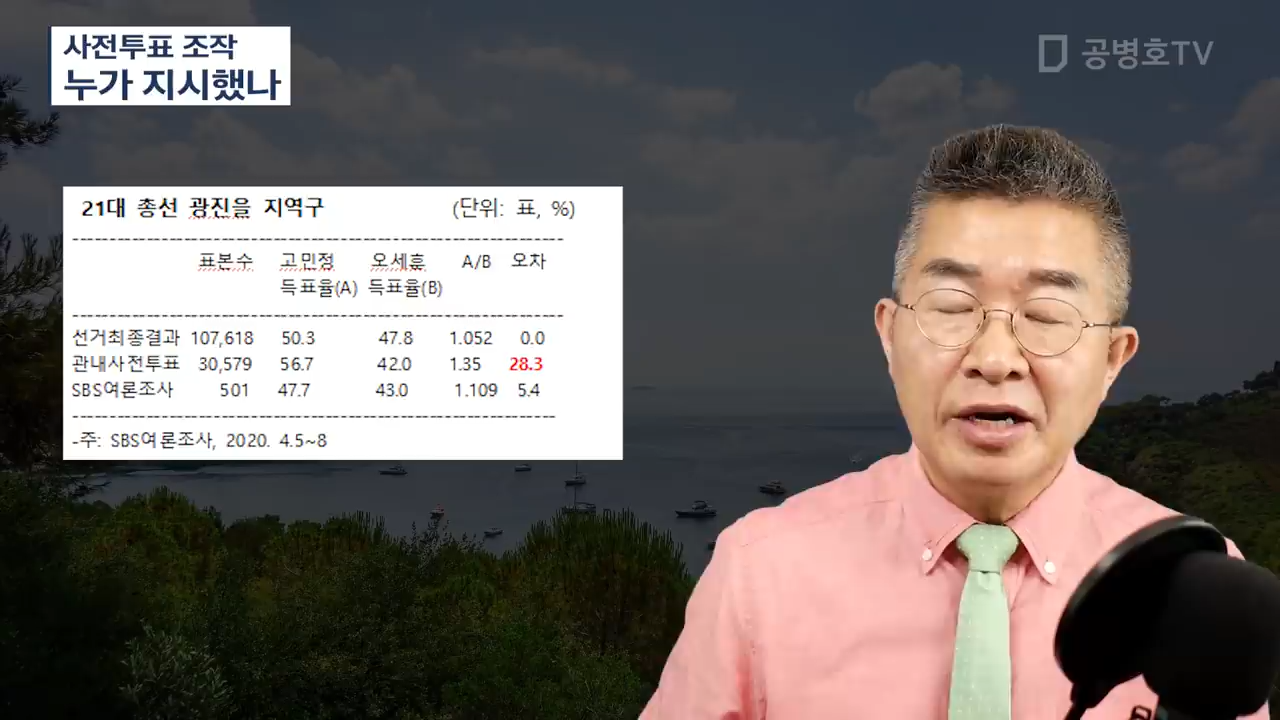 사전투표 조작
누가 지시했나
공병호TV
21대 총선 광진을 지역구 (단위: 표, %)
표본수 고민정 오세훈 A/B 오차
득표율(A) 득표율(B)
선거최종결과 107,618 50.3 47.8 1.052 0.0
관내사전투표 30,579 56.7 42.0 1.35 28.3
SBS여론조사 501 47.7 43.0 1.109 5.4
-주: SBS여론조사, 2020. 4.5~8